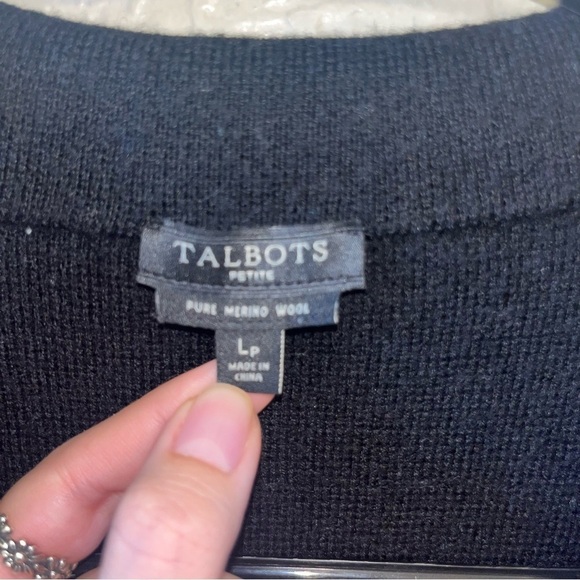 TALBOTS
PETITE
PURE MERINO WOOL
LP
MADE IN
CHINA